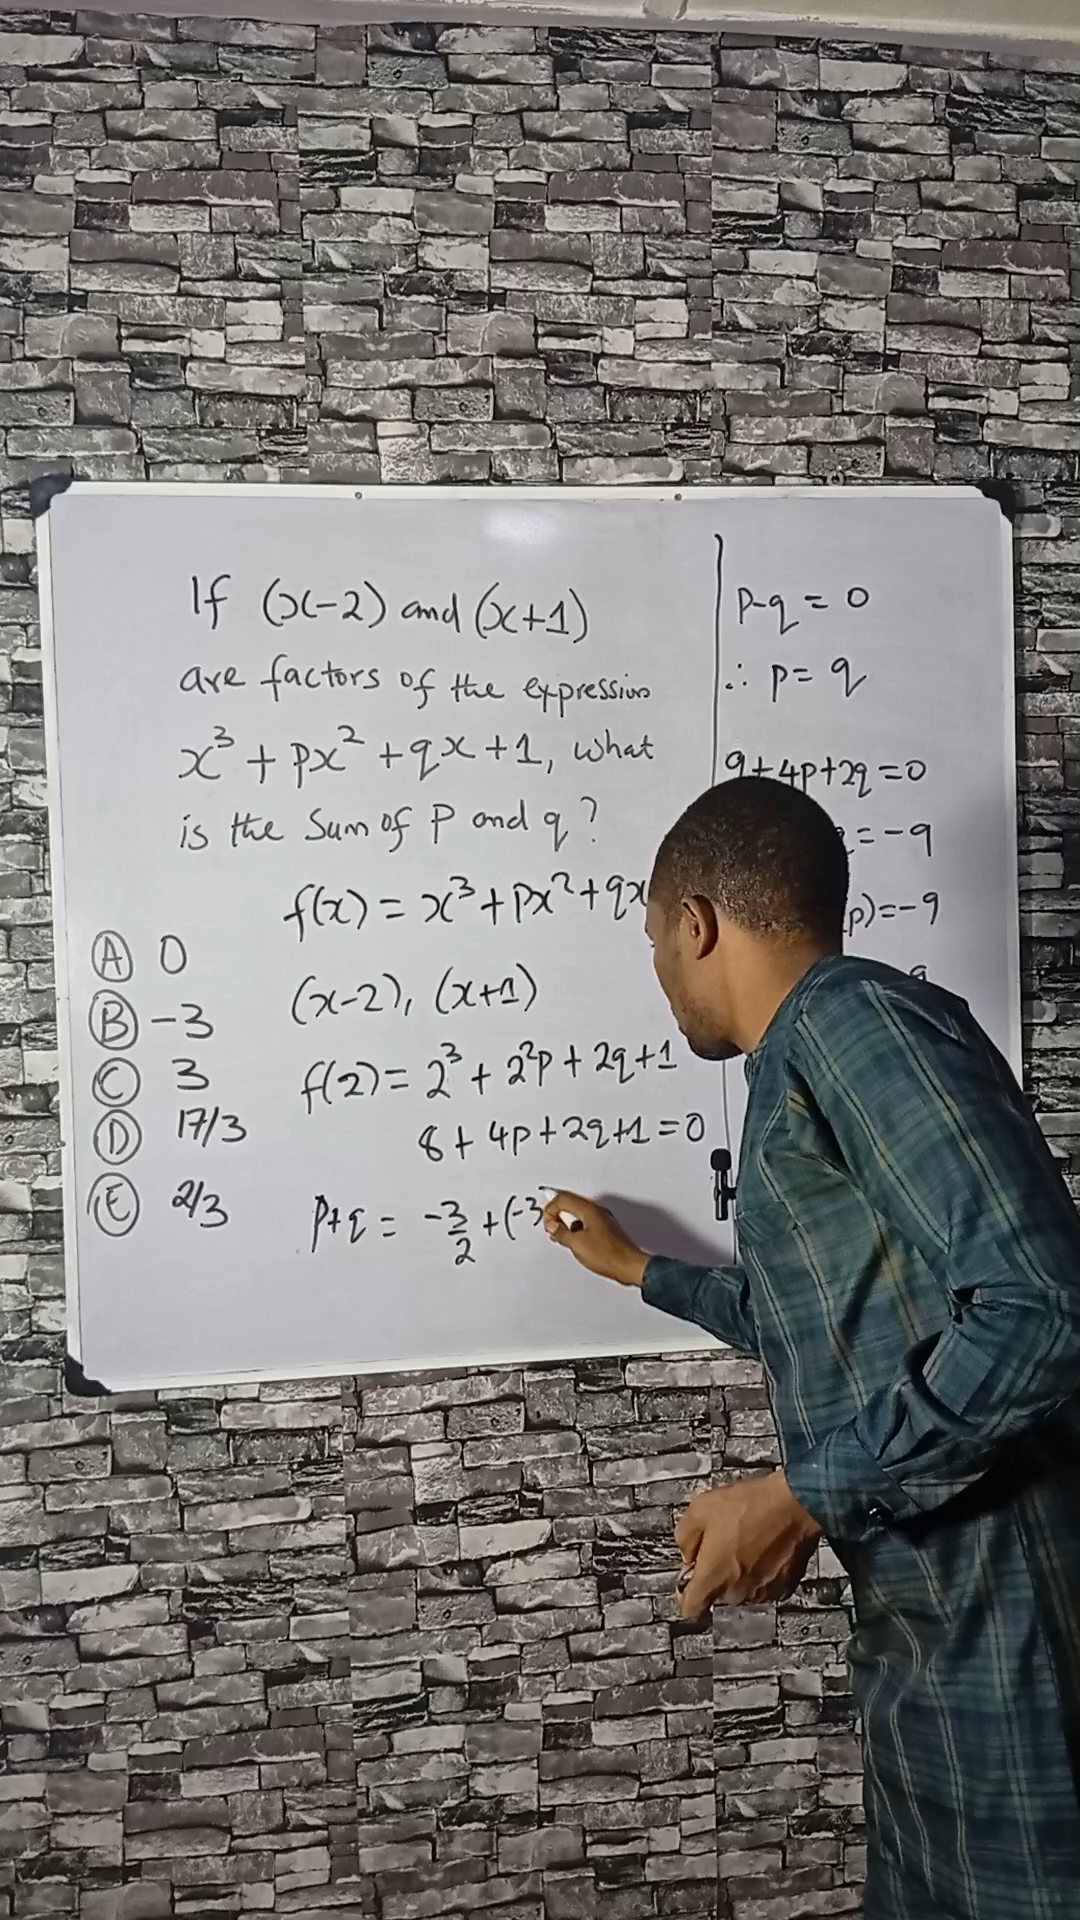 If (x-2) and (x+1)
are factors of the expression
x³ + px² + qx + 1, what
is the sum of p and q?
f(x) = x³ + px² + qx
(x-2), (x+1)
f(2) = 2³ + 2²p + 2q + 1
8 + 4p + 2q + 1 = 0
p+q = -3/2 + (-3
A 0
B -3
C 3
D 17/3
E 2/3
p-q = 0
∴ p = q
9+4p+2q = 0
= -9
p) = -9